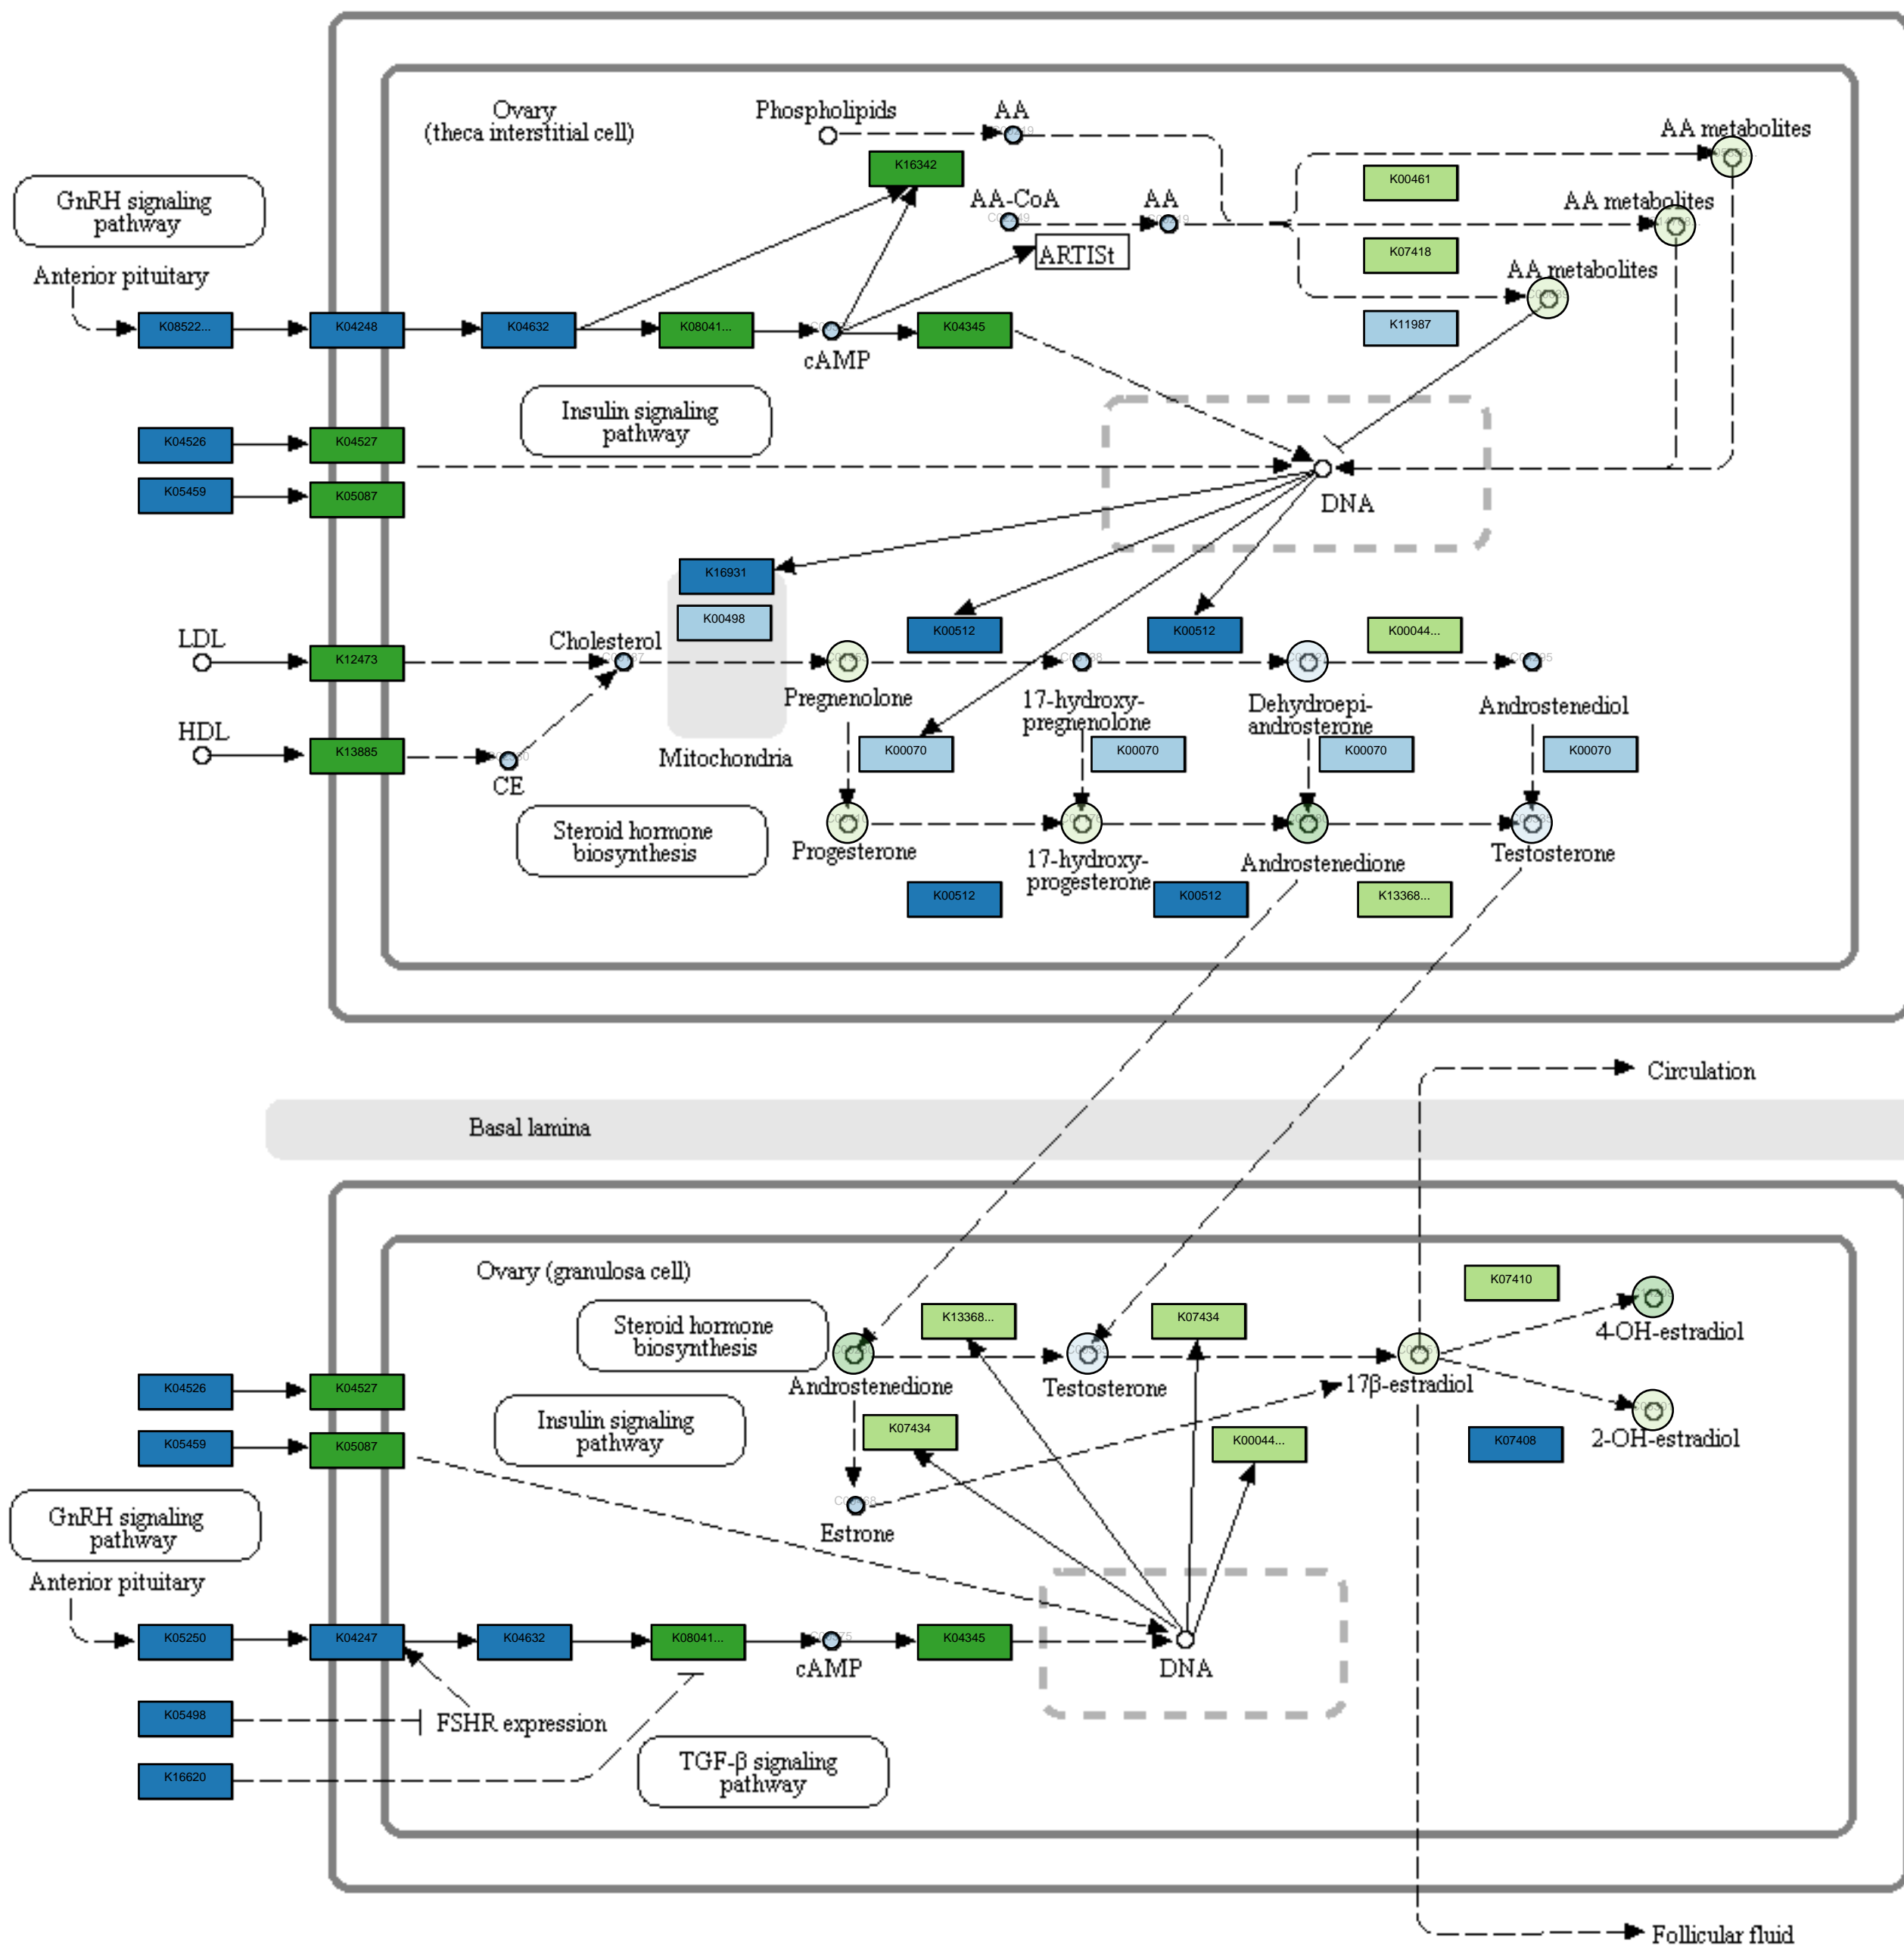 Ovary
(theca interstitial cell)
Phospholipids
AA
AA metabolites
K16342
K00461
GnRH signaling
pathway
AA-CoA
AA
AA metabolites
ARTISt
K07418
Anterior pituitary
AA metabolites
K08522...
K04248
K04632
K08041...
cAMP
K04345
K11987
Insulin signaling
pathway
K04526
K04527
K05459
K05087
DNA
K16931
K00498
K00512
K00512
K00044...
LDL
K12473
Cholesterol
Pregnenolone
17-hydroxy-
pregnenolone
Dehydroepi-
androsterone
Androstenediol
HDL
K13885
CE
Mitochondria
K00070
K00070
K00070
K00070
Steroid hormone
biosynthesis
Progesterone
17-hydroxy-
progesterone
Androstenedione
Testosterone
K00512
K00512
K13368...
Circulation
Basal lamina
Ovary (granulosa cell)
K07410
Steroid hormone
biosynthesis
K13368...
K07434
4-OH-estradiol
Androstenedione
Testosterone
17β-estradiol
K04526
K04527
Insulin signaling
pathway
K07434
K00044...
K07408
2-OH-estradiol
K05459
K05087
Estrone
GnRH signaling
pathway
Anterior pituitary
K05250
K04247
K04632
K08041...
cAMP
K04345
DNA
K05498
FSHR expression
K16620
TGF-β signaling
pathway
Follicular fluid